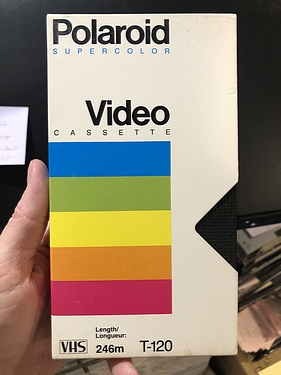 Polaroid
SUPERCOLOR
Video
CASSETTE
Length/
Longueur:
VHS 246m T-120